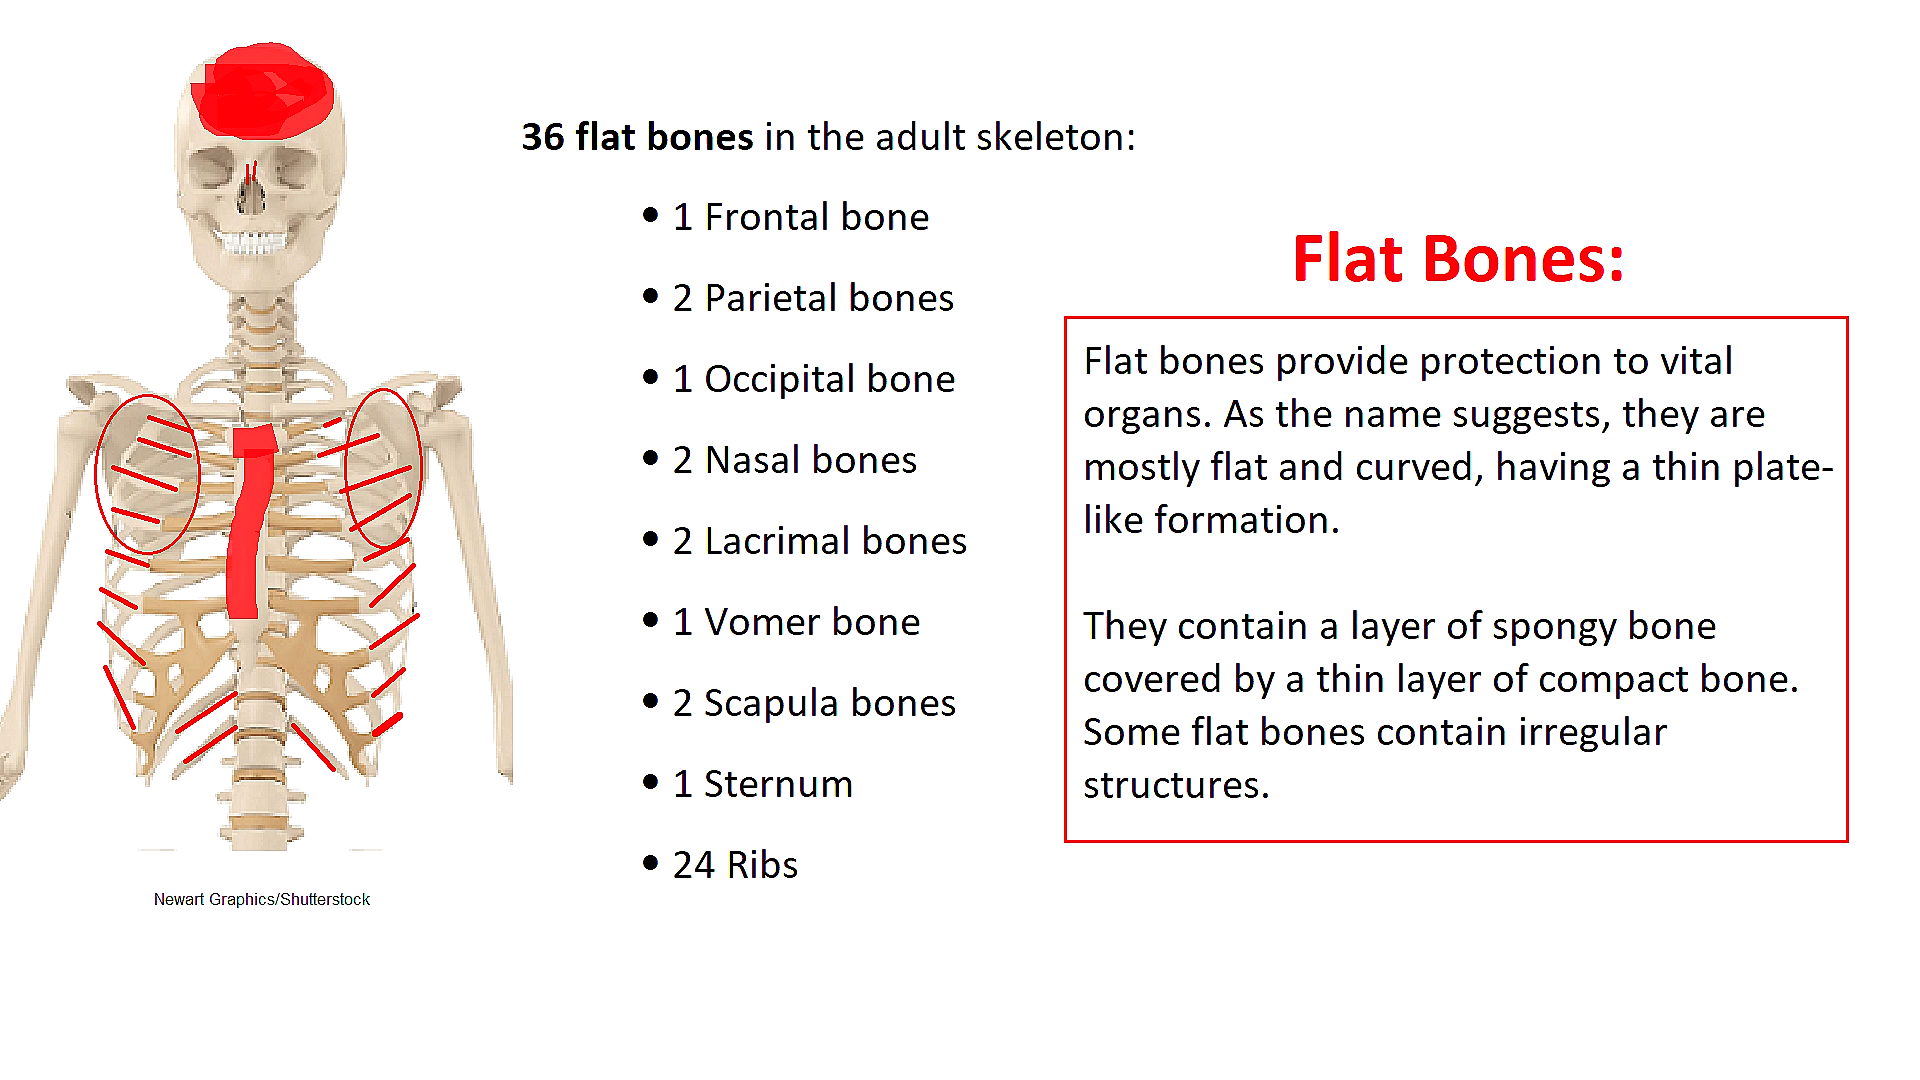 36 flat bones in the adult skeleton:
• 1 Frontal bone
• 2 Parietal bones
• 1 Occipital bone
• 2 Nasal bones
• 2 Lacrimal bones
• 1 Vomer bone
• 2 Scapula bones
• 1 Sternum
• 24 Ribs
Flat Bones:
Flat bones provide protection to vital
organs. As the name suggests, they are
mostly flat and curved, having a thin plate-
like formation.
They contain a layer of spongy bone
covered by a thin layer of compact bone.
Some flat bones contain irregular
structures.
Newart Graphics/Shutterstock